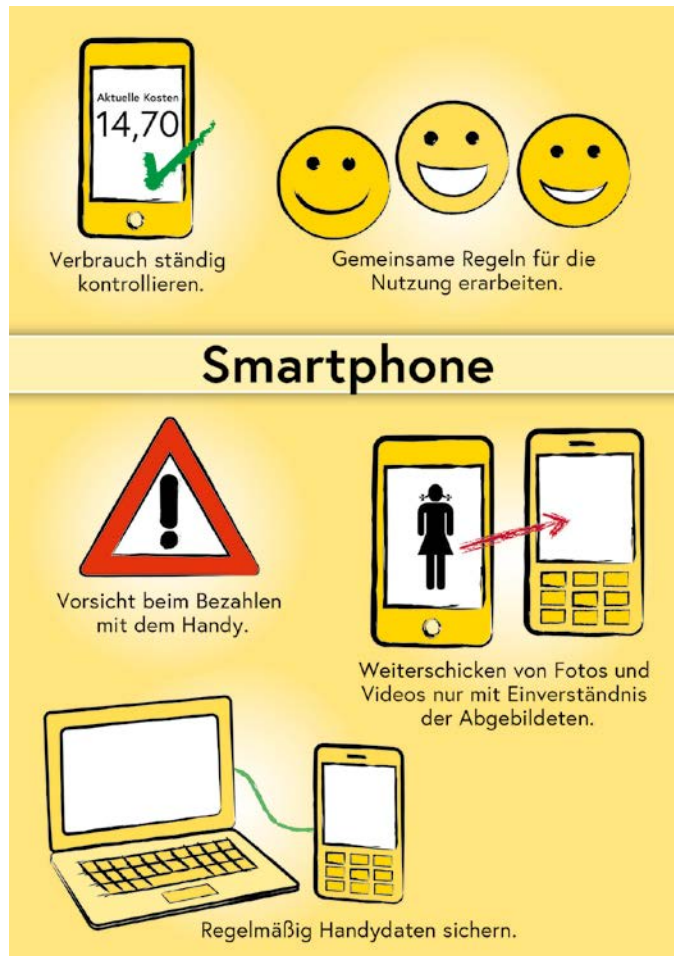 Aktuelle Kosten
14,70
Verbrauch ständig
kontrollieren.
Gemeinsame Regeln für die
Nutzung erarbeiten.
Smartphone
Vorsicht beim Bezahlen
mit dem Handy.
Weiterschicken von Fotos und
Videos nur mit Einverständnis
der Abgebildeten.
Regelmäßig Handydaten sichern.